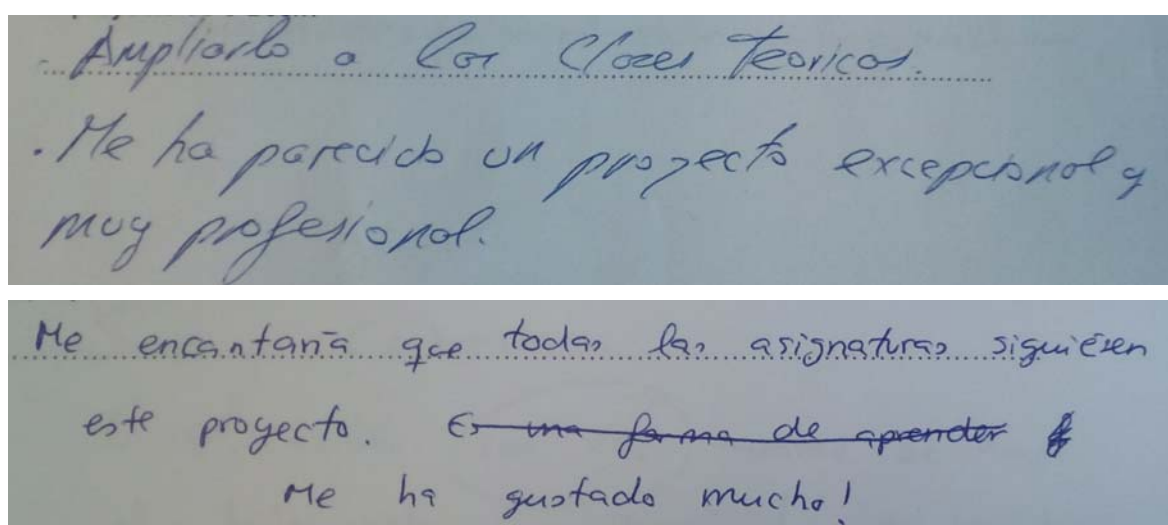 - Ampliarlo a las clases teoricas.
. Me ha parecido un proyecto excepcional y
muy profesional.
Me encantaría que todas las asignaturas siguiesen
este proyecto. ~~Es una forma de aprender~~
Me ha gustado mucho!